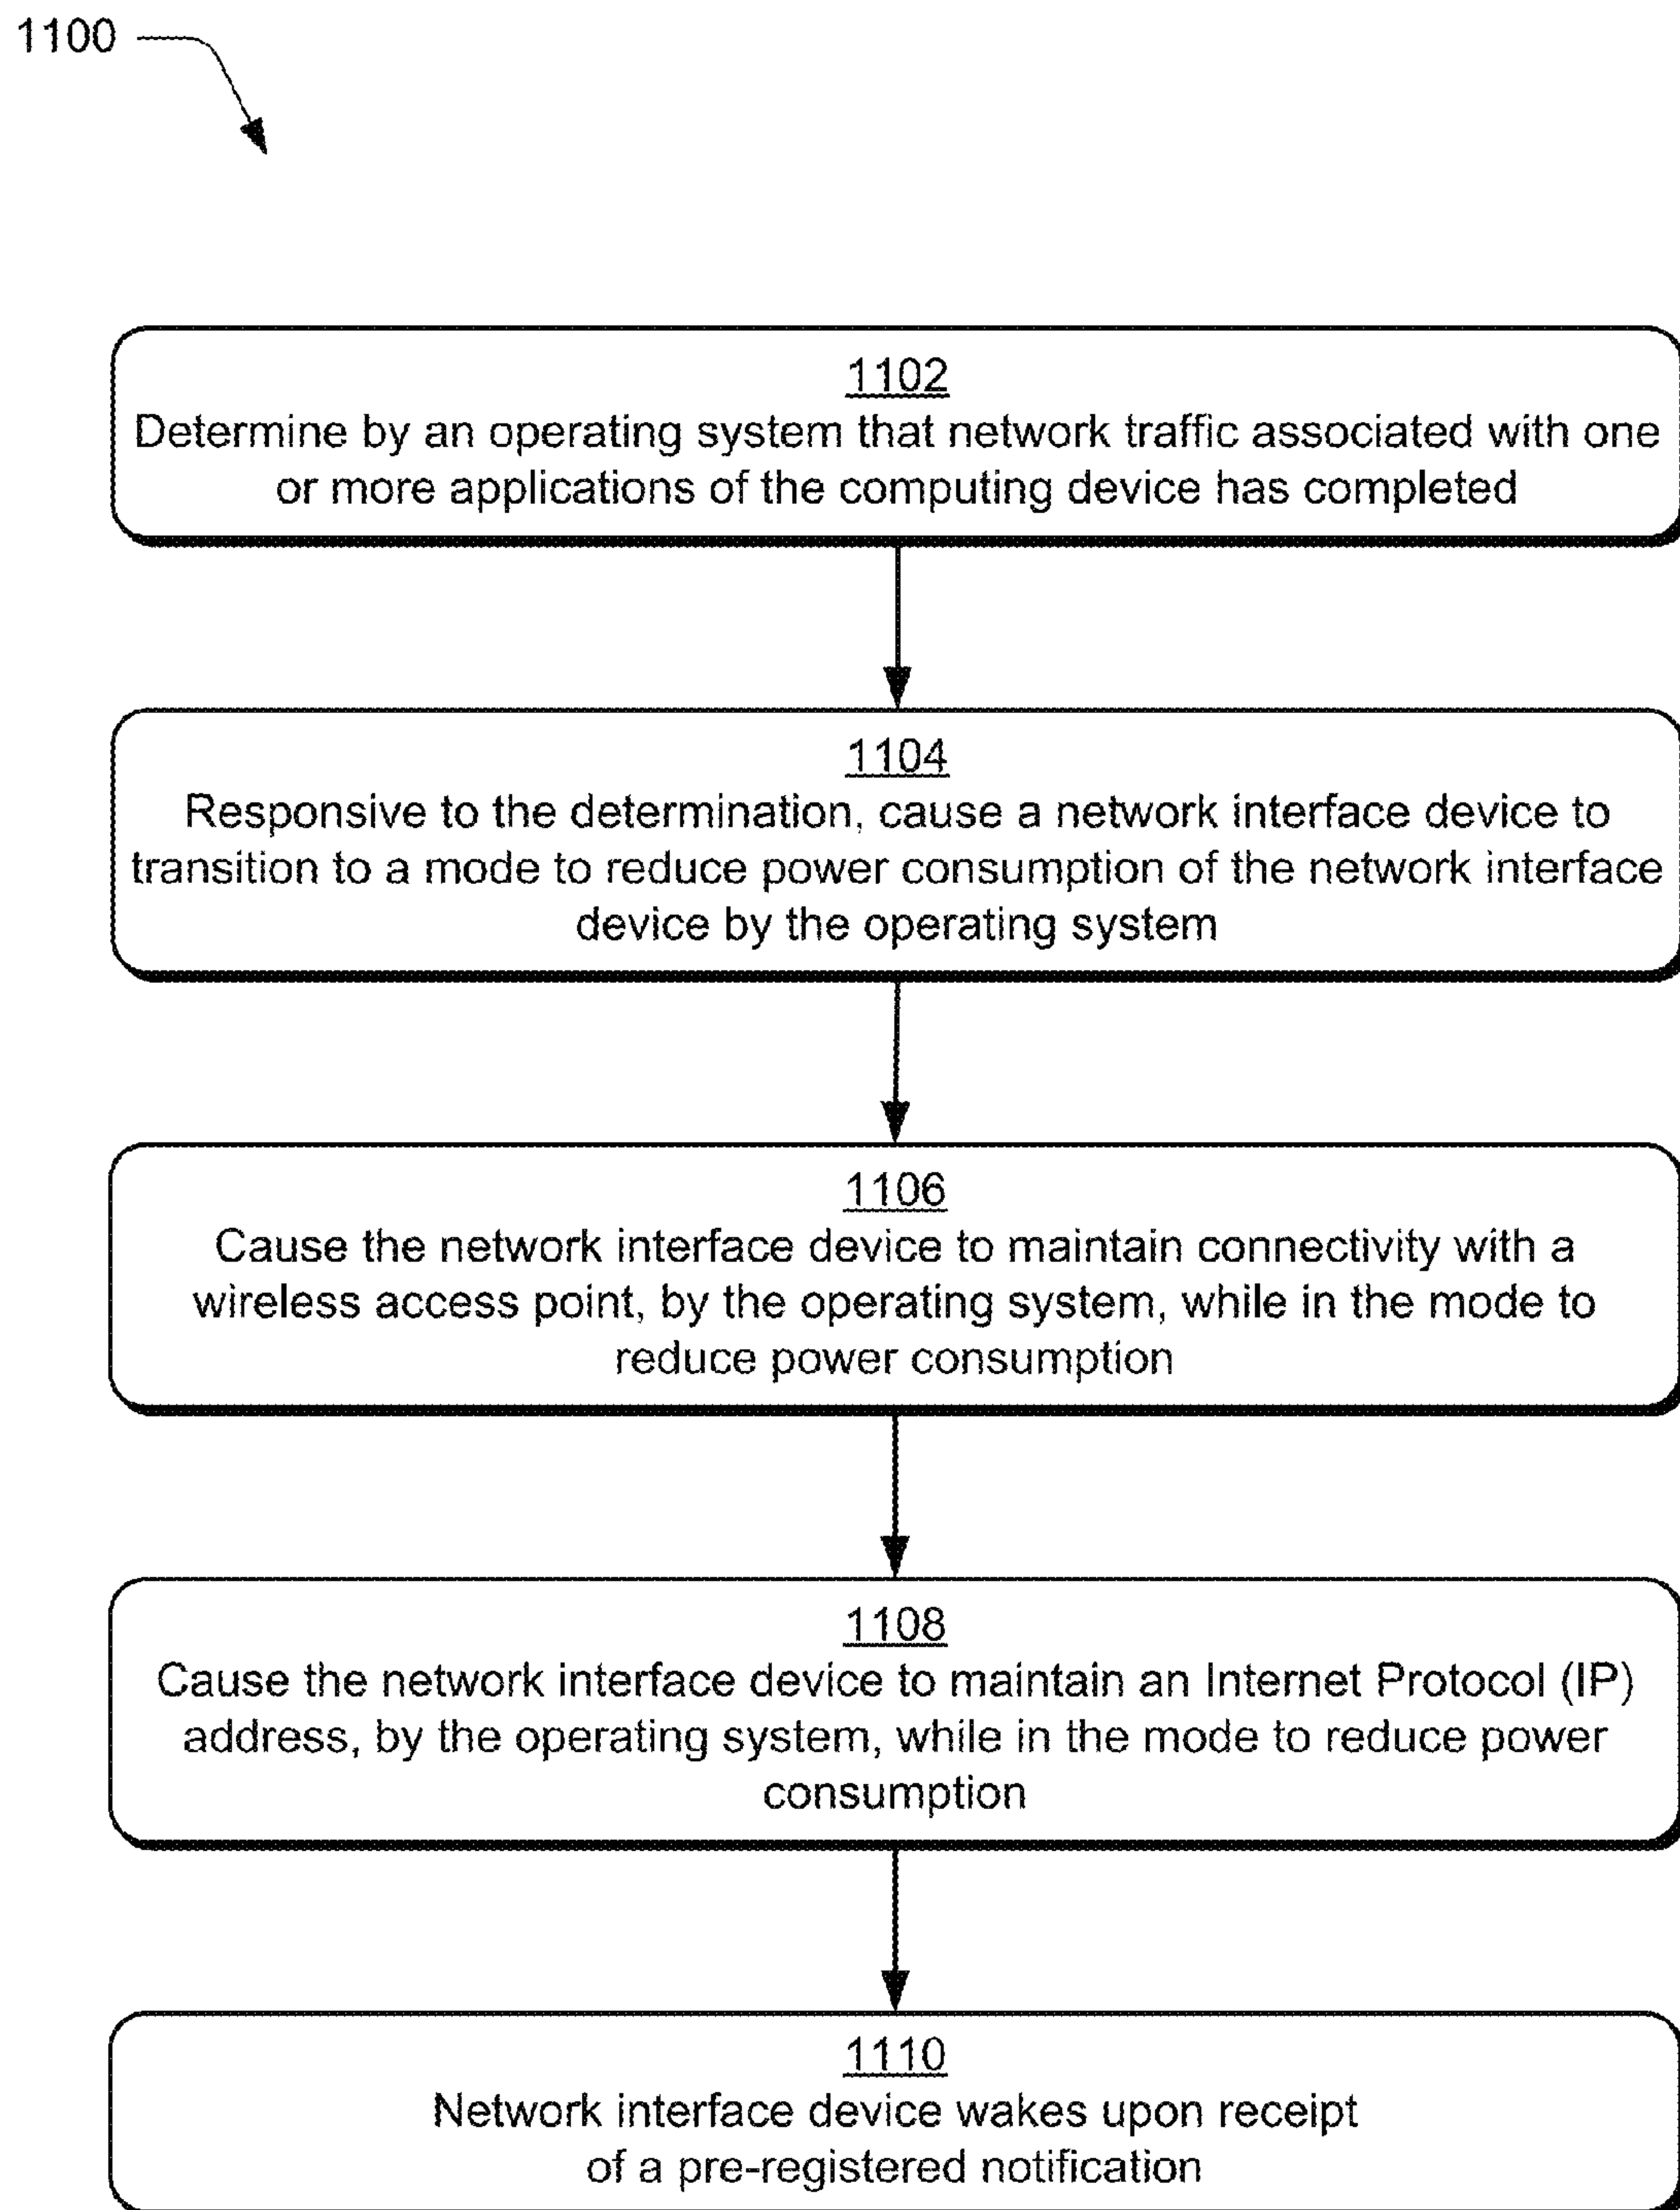 1100
1102
Determine by an operating system that network traffic associated with one
or more applications of the computing device has completed
1104
Responsive to the determination, cause a network interface device to
transition to a mode to reduce power consumption of the network interface
device by the operating system
1106
Cause the network interface device to maintain connectivity with a
wireless access point, by the operating system, while in the mode to
reduce power consumption
1108
Cause the network interface device to maintain an Internet Protocol (IP)
address, by the operating system, while in the mode to reduce power
consumption
1110
Network interface device wakes upon receipt
of a pre-registered notification